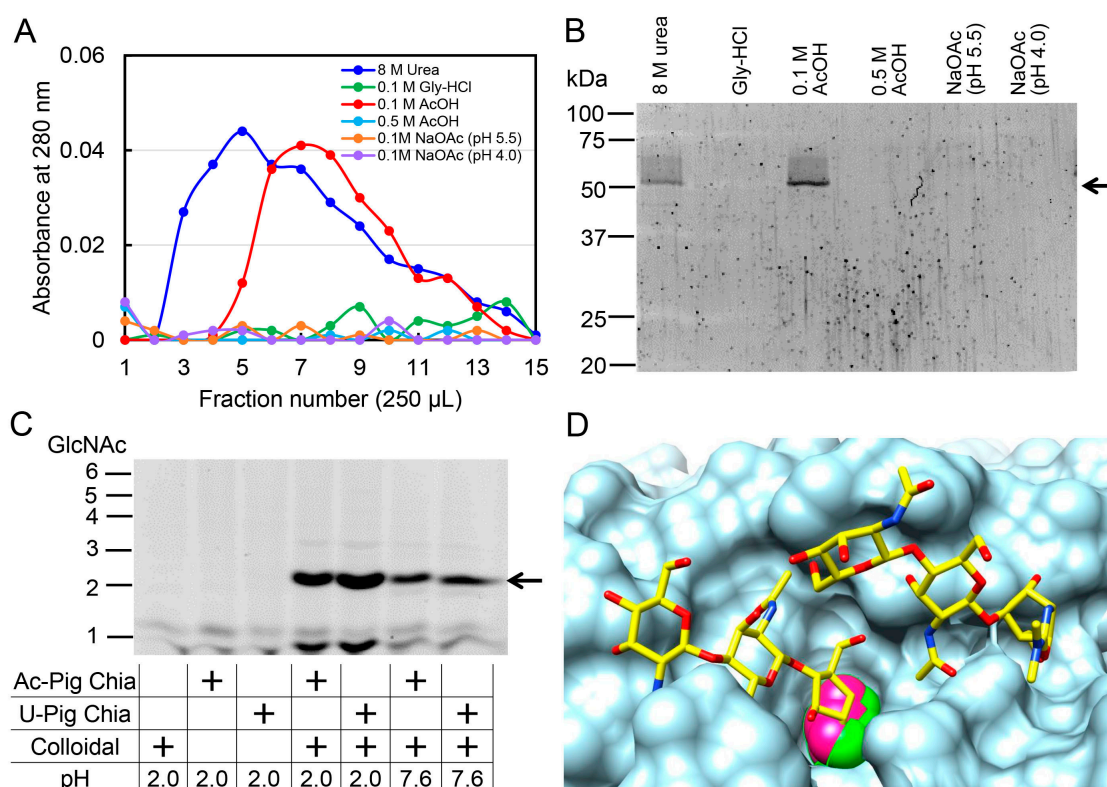 A
Absorbance at 280 nm
0.06
0.04
0.02
0
8 M Urea
0.1 M Gly-HCl
0.1 M AcOH
0.5 M AcOH
0.1M NaOAc (pH 5.5)
0.1M NaOAc (pH 4.0)
1 3 5 7 9 11 13 15
Fraction number (250 µL)
B
kDa
8 M urea
Gly-HCl
0.1 M
AcOH
0.5 M
AcOH
NaOAc
(pH 5.5)
NaOAc
(pH 4.0)
100
75
50
37
25
20
C
GlcNAc
6
5
4
3
2
1
Ac-Pig Chia + + +
U-Pig Chia + + +
Colloidal + + + + +
pH 2.0 2.0 2.0 2.0 2.0 7.6 7.6
D